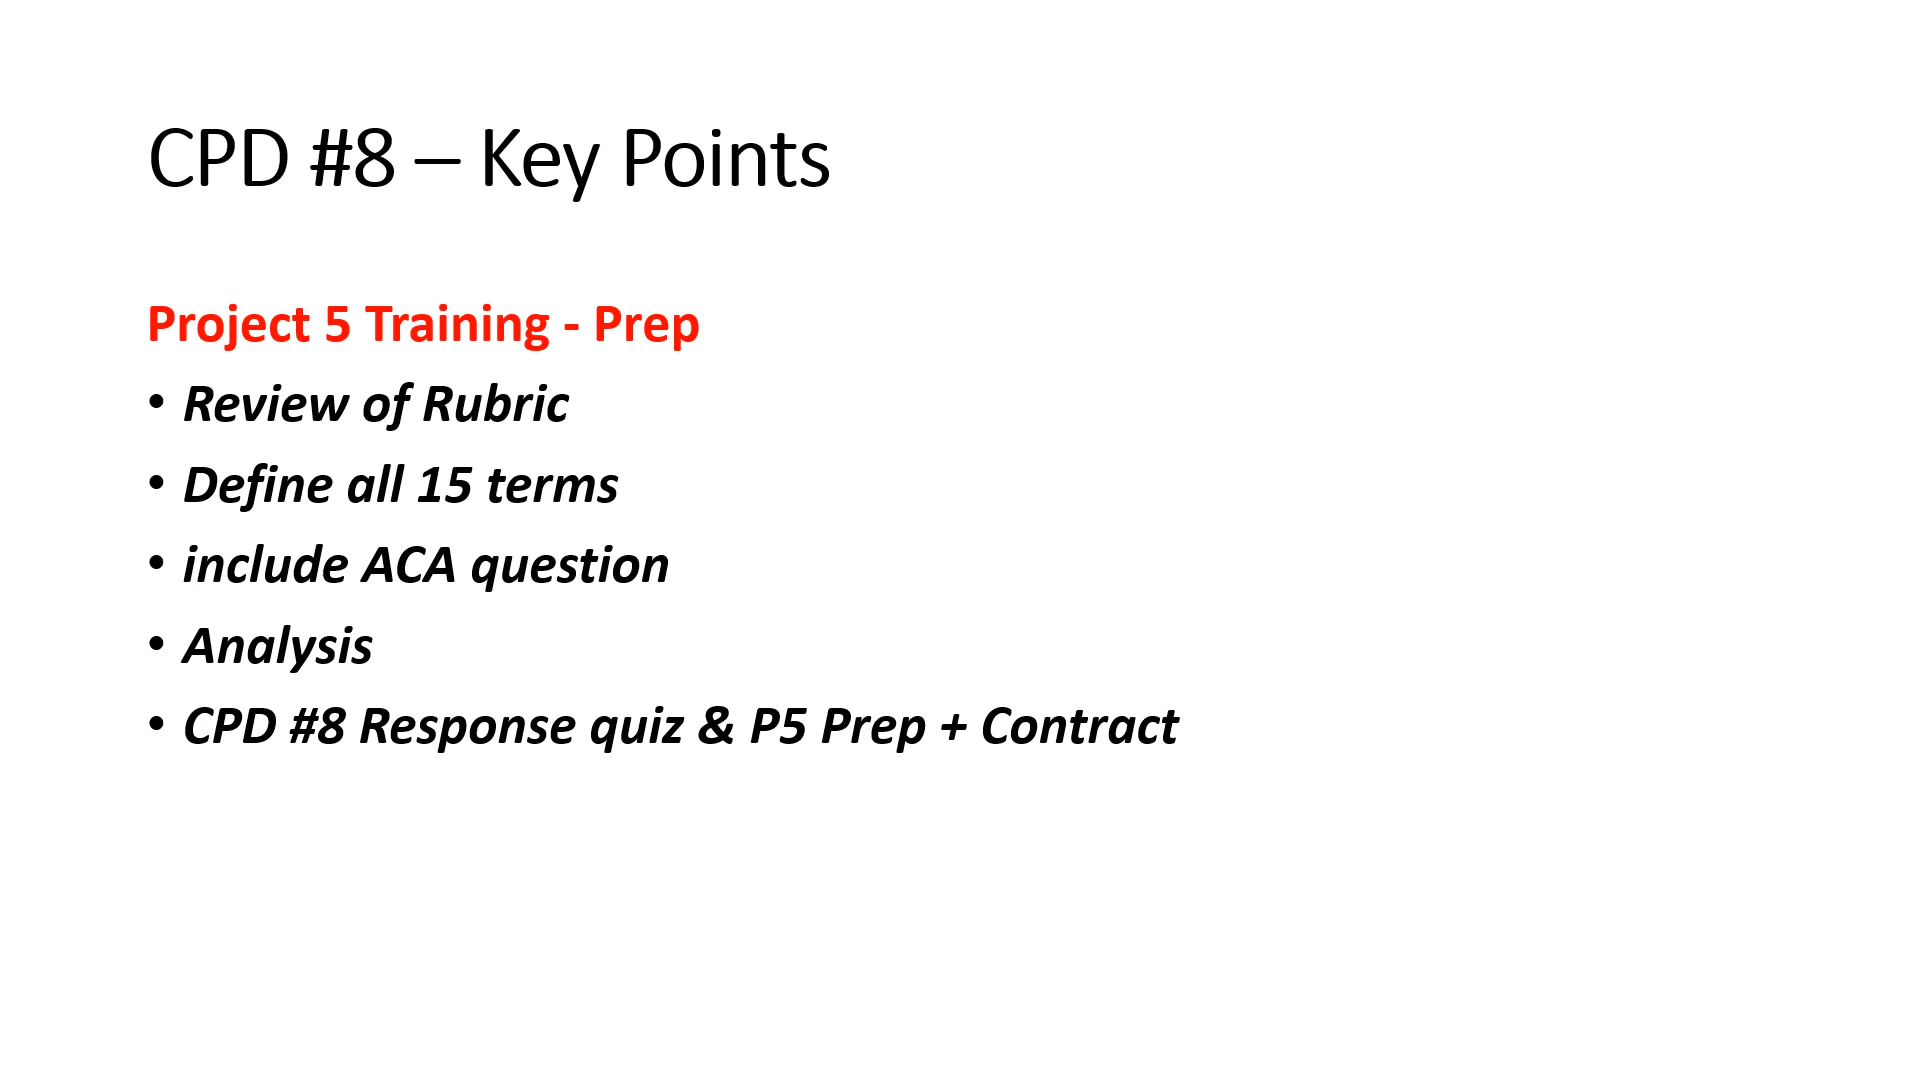 CPD #8 – Key Points
Project 5 Training - Prep
• Review of Rubric
• Define all 15 terms
• include ACA question
• Analysis
• CPD #8 Response quiz & P5 Prep + Contract